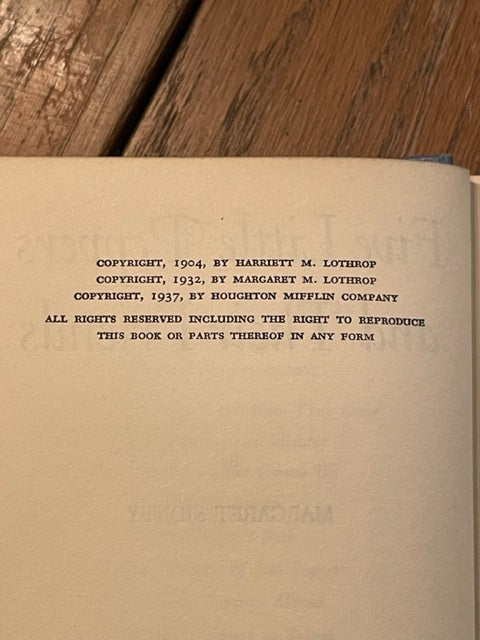 COPYRIGHT, 1904, BY HARRIETT M. LOTHROP
COPYRIGHT, 1932, BY MARGARET M. LOTHROP
COPYRIGHT, 1937, BY HOUGHTON MIFFLIN COMPANY
ALL RIGHTS RESERVED INCLUDING THE RIGHT TO REPRODUCE
THIS BOOK OR PARTS THEREOF IN ANY FORM